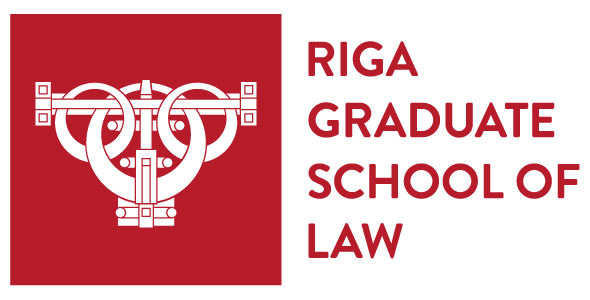 RIGA
GRADUATE
SCHOOL OF
LAW